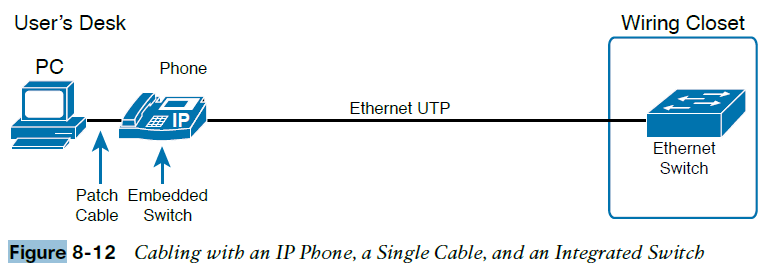 User's Desk
Wiring Closet
PC
Phone
IP
Ethernet UTP
Ethernet
Switch
Patch
Cable
Embedded
Switch
Figure 8-12 Cabling with an IP Phone, a Single Cable, and an Integrated Switch